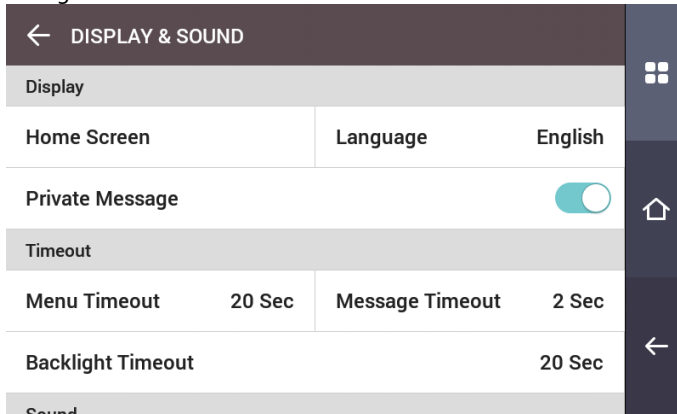 DISPLAY & SOUND
Display
Home Screen Language English
Private Message
Timeout
Menu Timeout 20 Sec Message Timeout 2 Sec
Backlight Timeout 20 Sec
Sound